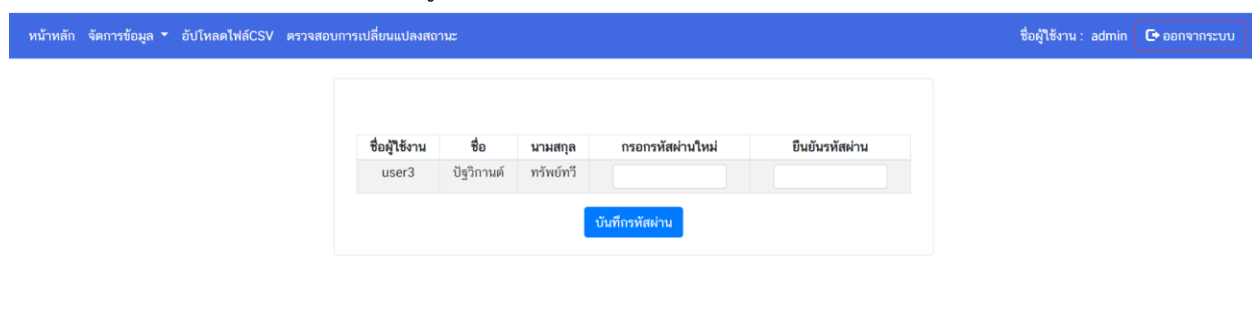 หน้าหลัก จัดการข้อมูล อัปโหลดไฟล์CSV ตรวจสอบการเปลี่ยนแปลงสถานะ ชื่อผู้ใช้งาน : admin ออกจากระบบ
ชื่อผู้ใช้งาน ชื่อ นามสกุล กรอกรหัสผ่านใหม่ ยืนยันรหัสผ่าน
user3 ปัฐวิกานต์ ทรัพย์ทวี
บันทึกรหัสผ่าน